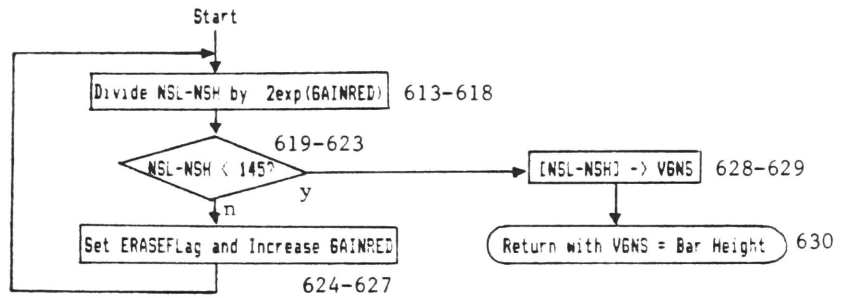 Start
Divide NSL-NSH by 2exp(GAINRED) 613-618
619-623
NSL-NSH < 145?
y
n
[NSL-NSH] -> VGNS 628-629
Set ERASEFLag and Increase GAINRED
Return with VGNS = Bar Height 630
624-627